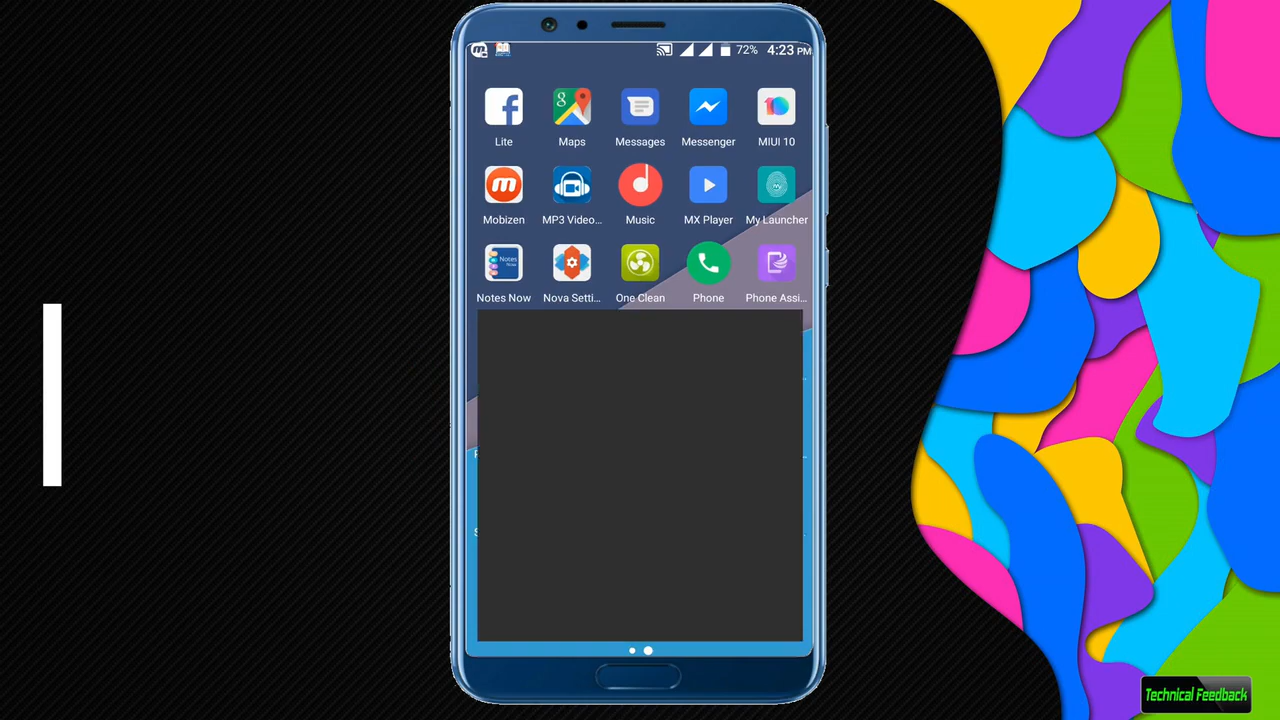 72% 4:23 PM
Lite Maps Messages Messenger MIUI 10
Mobizen MP3 Video... Music MX Player My Launcher
Notes Now Nova Setti... One Clean Phone Phone Assi...
Technical Feedback